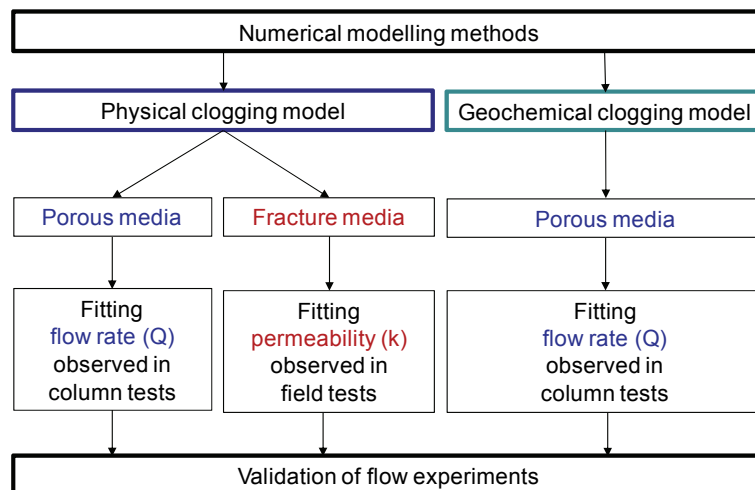 Numerical modelling methods
Physical clogging model
Geochemical clogging model
Porous media
Fracture media
Porous media
Fitting
flow rate (Q)
observed in
column tests
Fitting
permeability (k)
observed in
field tests
Fitting
flow rate (Q)
observed in
column tests
Validation of flow experiments